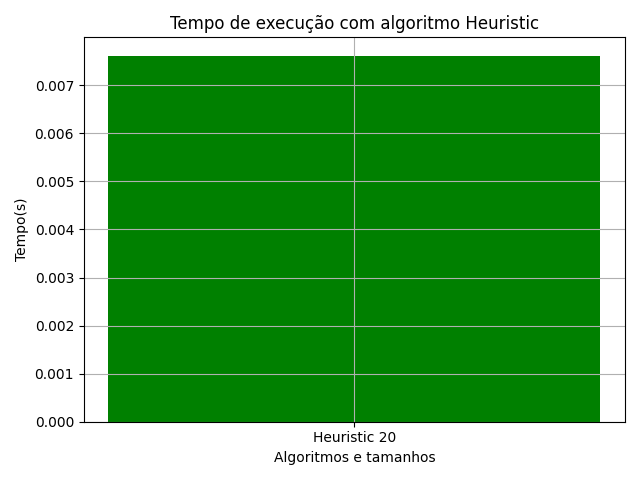 Tempo de execução com algoritmo Heuristic
0.007
0.006
0.005
0.004
0.003
0.002
0.001
0.000
Tempo(s)
Heuristic 20
Algoritmos e tamanhos